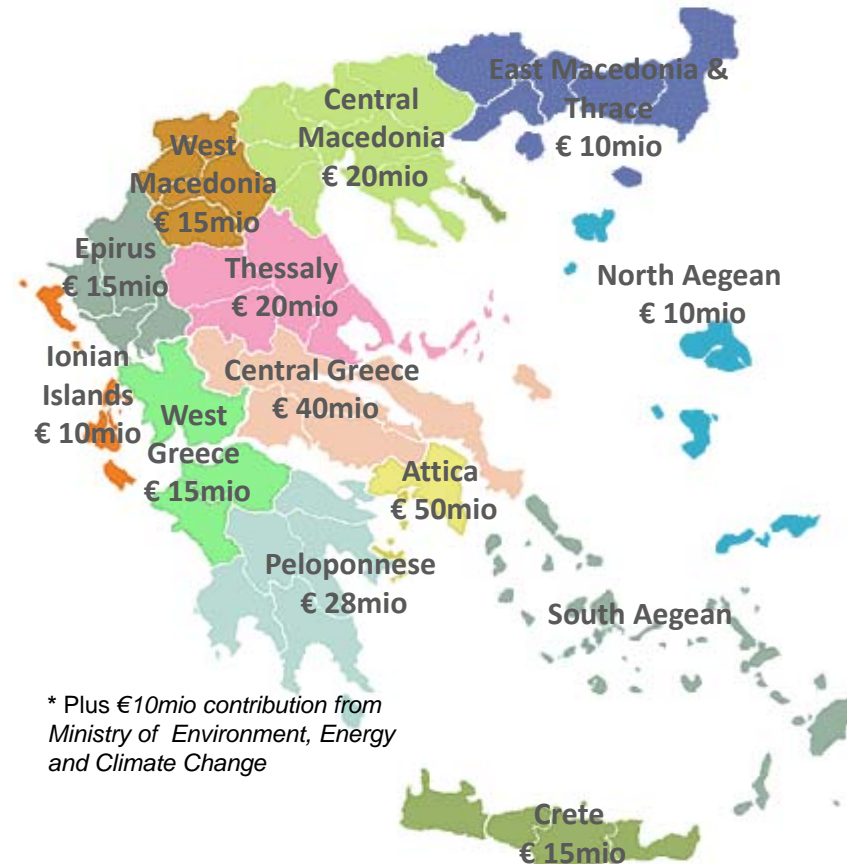 East Macedonia &
Thrace
€ 10mio
Central
Macedonia
€ 20mio
West
Macedonia
€ 15mio
Epirus
€ 15mio
Thessaly
€ 20mio
North Aegean
€ 10mio
Ionian
Islands
€ 10mio
Central Greece
€ 40mio
West
Greece
€ 15mio
Attica
€ 50mio
Peloponnese
€ 28mio
South Aegean
* Plus €10mio contribution from
Ministry of Environment, Energy
and Climate Change
Crete
€ 15mio